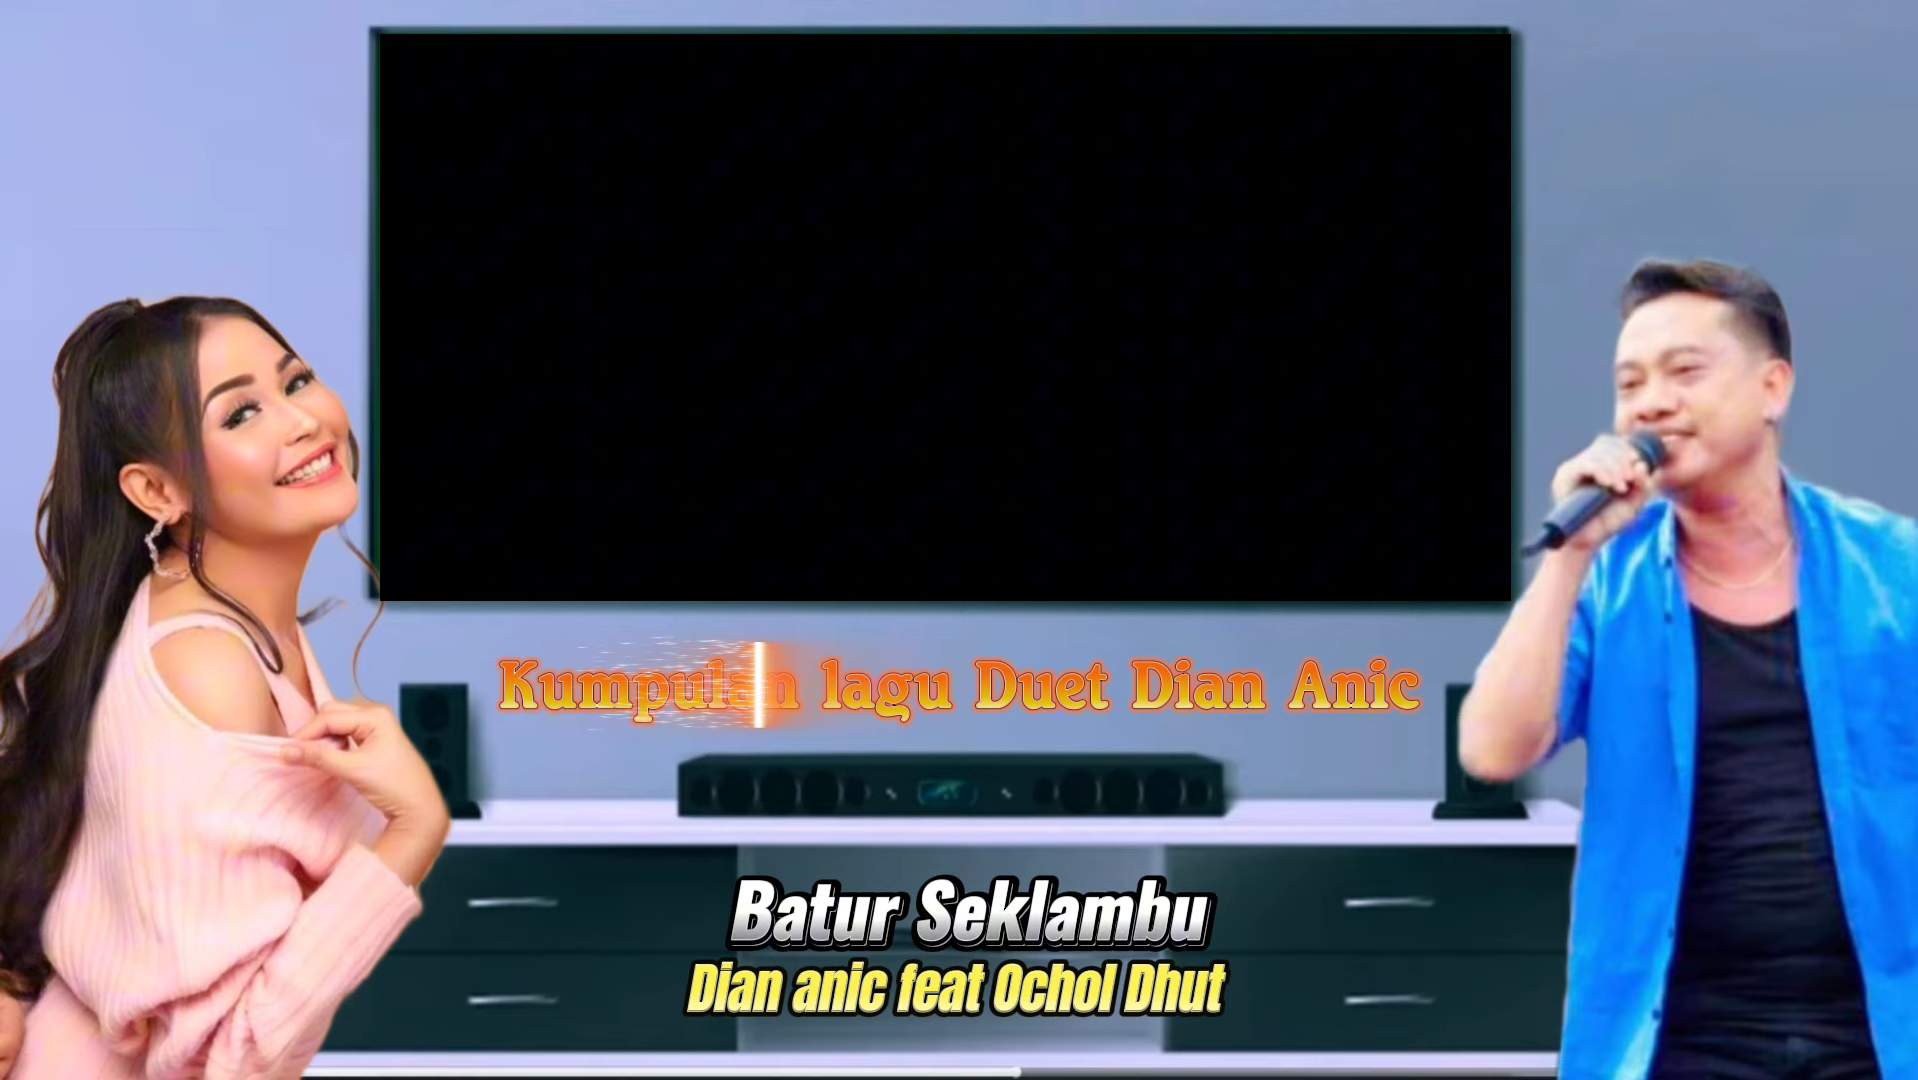 Kumpulan lagu Duet Dian Anic
Batur Seklambu
Dian anic feat Ochol Dhut